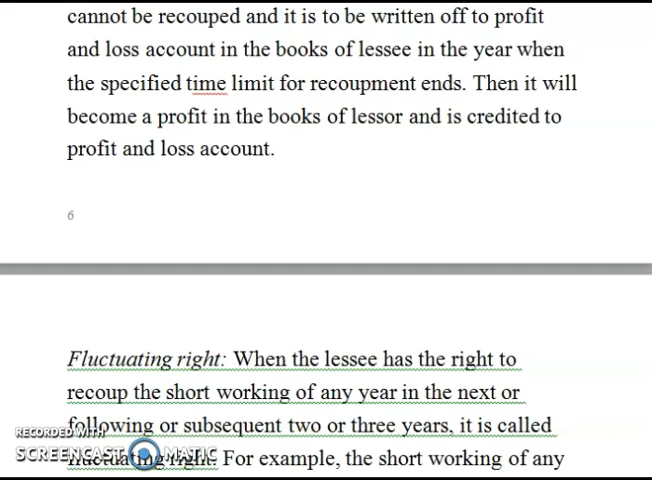 cannot be recouped and it is to be written off to profit
and loss account in the books of lessee in the year when
the specified time limit for recoupment ends. Then it will
become a profit in the books of lessor and is credited to
profit and loss account.
6
Fluctuating right: When the lessee has the right to
recoup the short working of any year in the next or
following or subsequent two or three years, it is called
fluctuating right. For example, the short working of any
RECORDED WITH
SCREENCAST MATIC